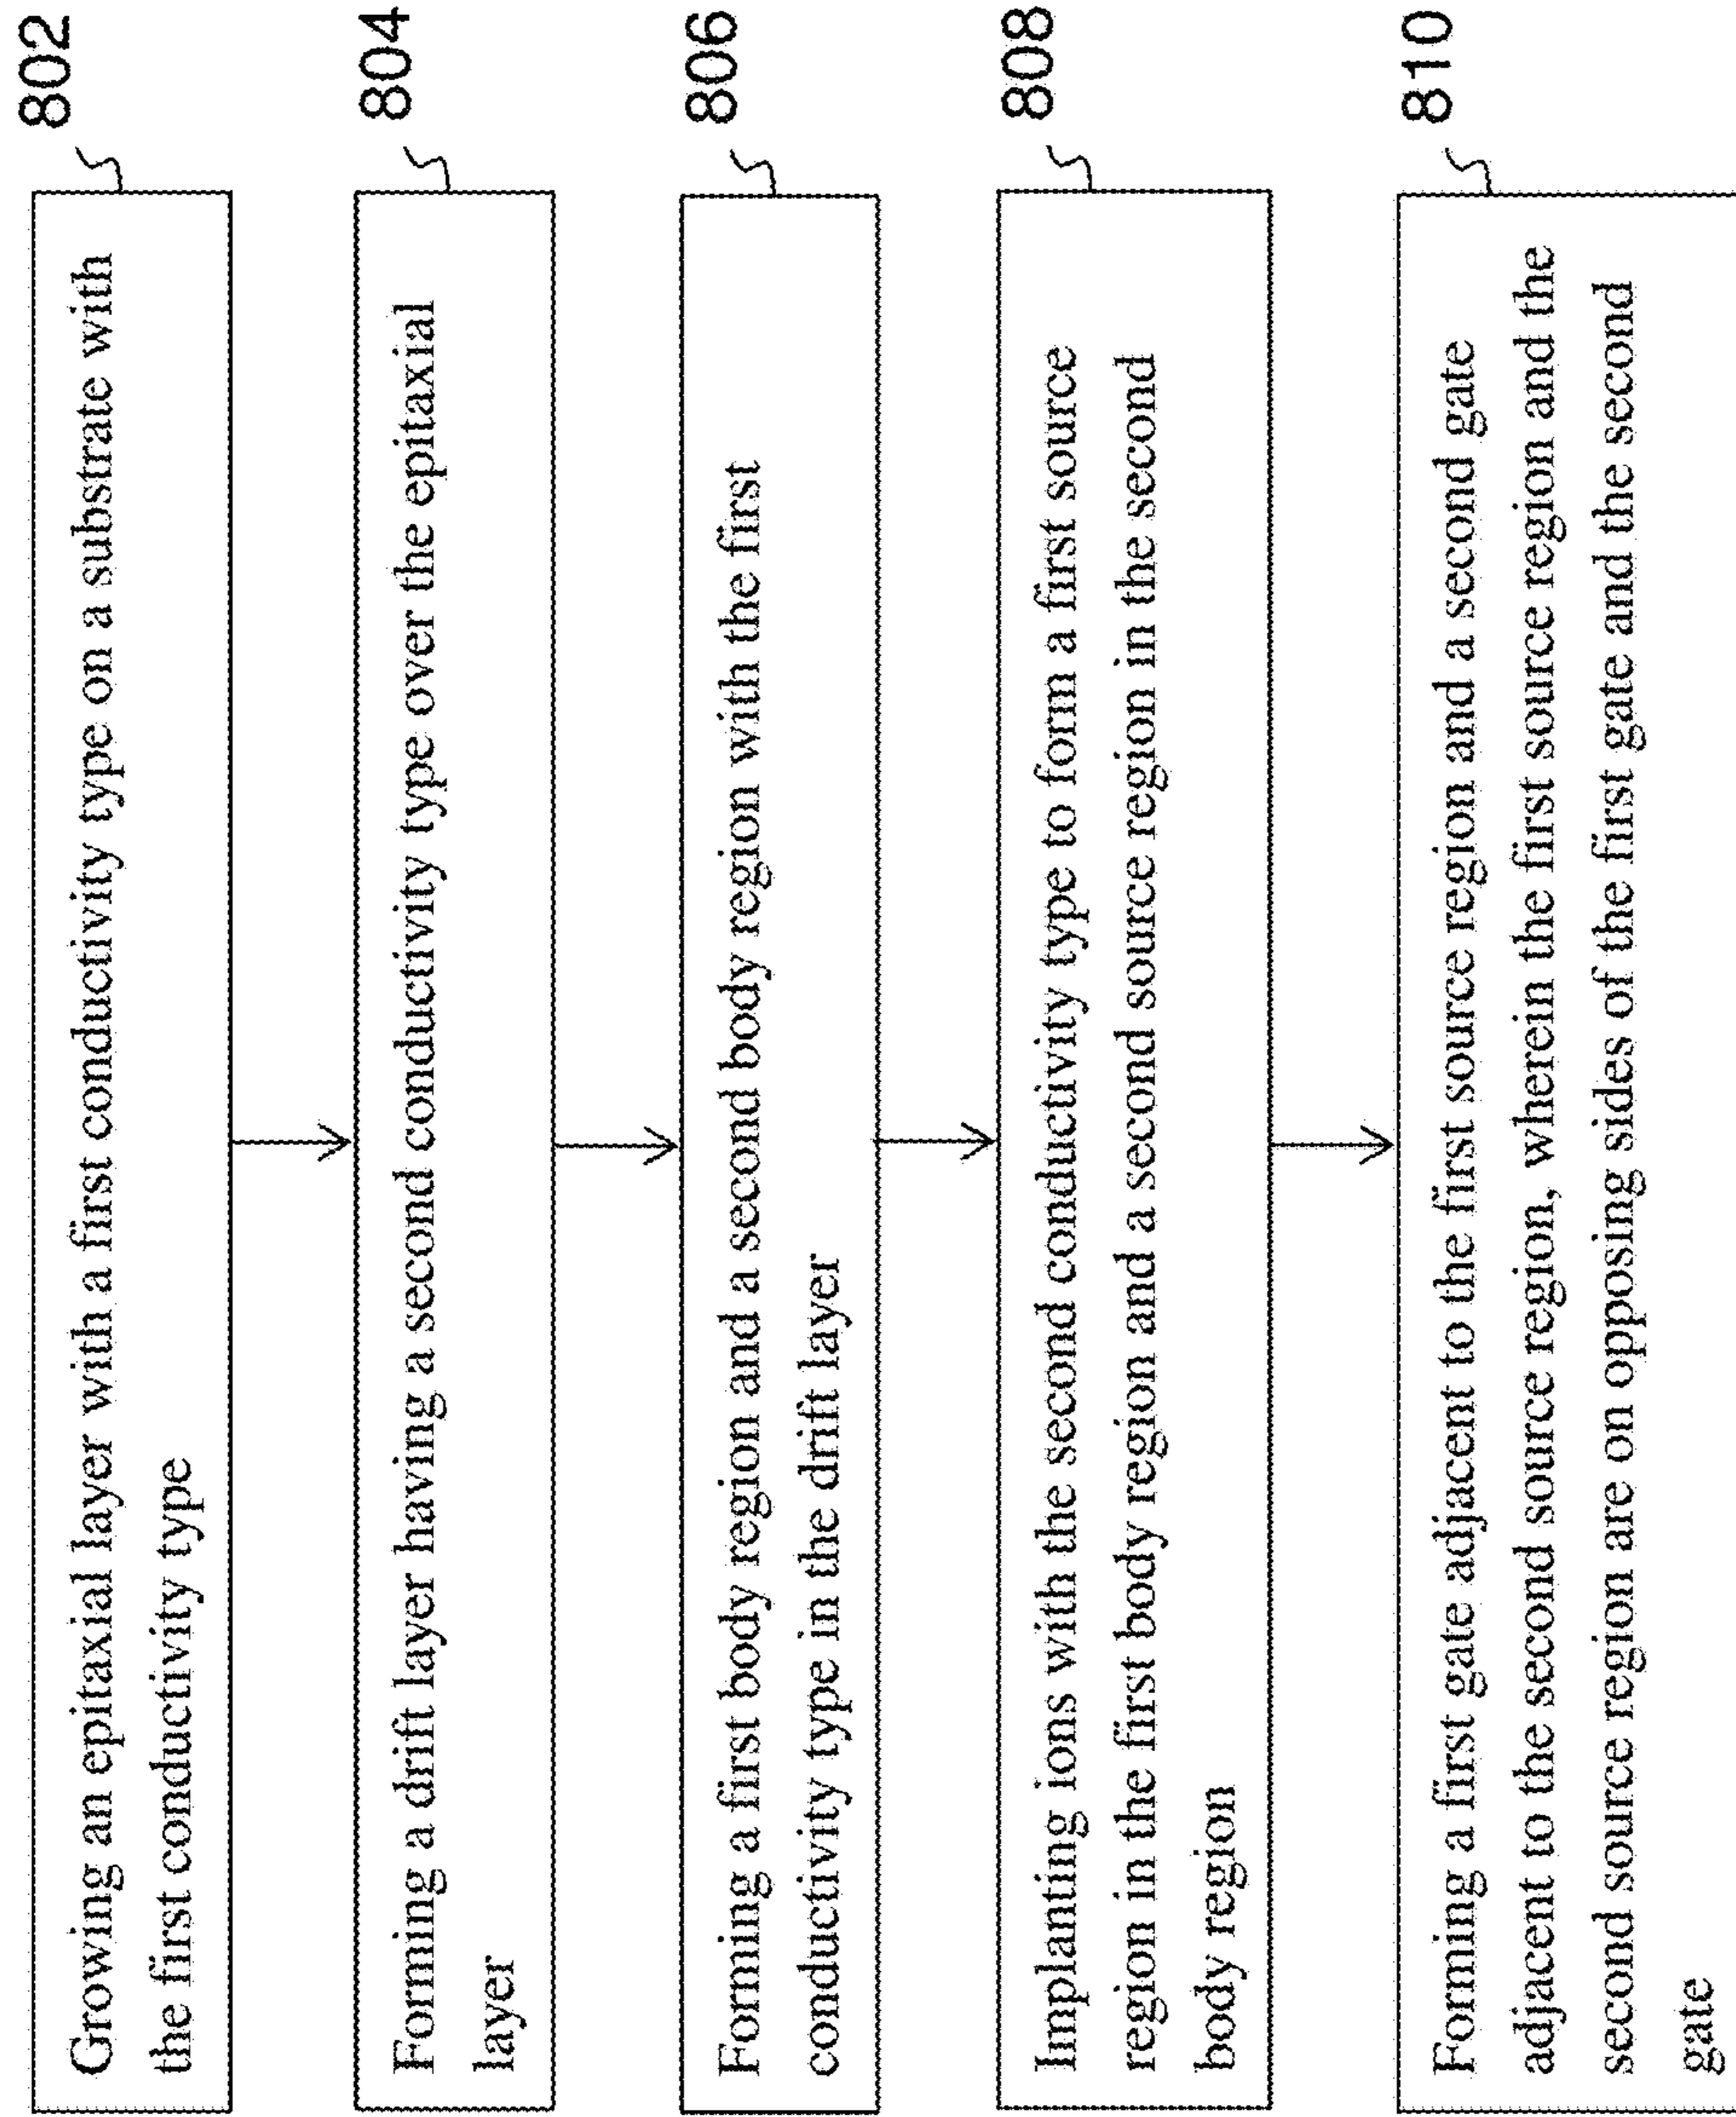 802
Growing an epitaxial layer with a first conductivity type on a substrate with
the first conductivity type
804
Forming a drift layer having a second conductivity type over the epitaxial
layer
806
Forming a first body region and a second body region with the first
conductivity type in the drift layer
808
Implanting ions with the second conductivity type to form a first source
region in the first body region and a second source region in the second
body region
810
Forming a first gate adjacent to the first source region and a second gate
adjacent to the second source region, wherein the first source region and the
second source region are on opposing sides of the first gate and the second
gate